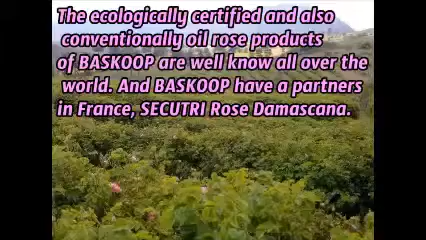 The ecologically certified and also
conventionally oil rose products
of BASKOOP are well know all over the
world. And BASKOOP have a partners
in France, SECUTRI Rose Damascana.